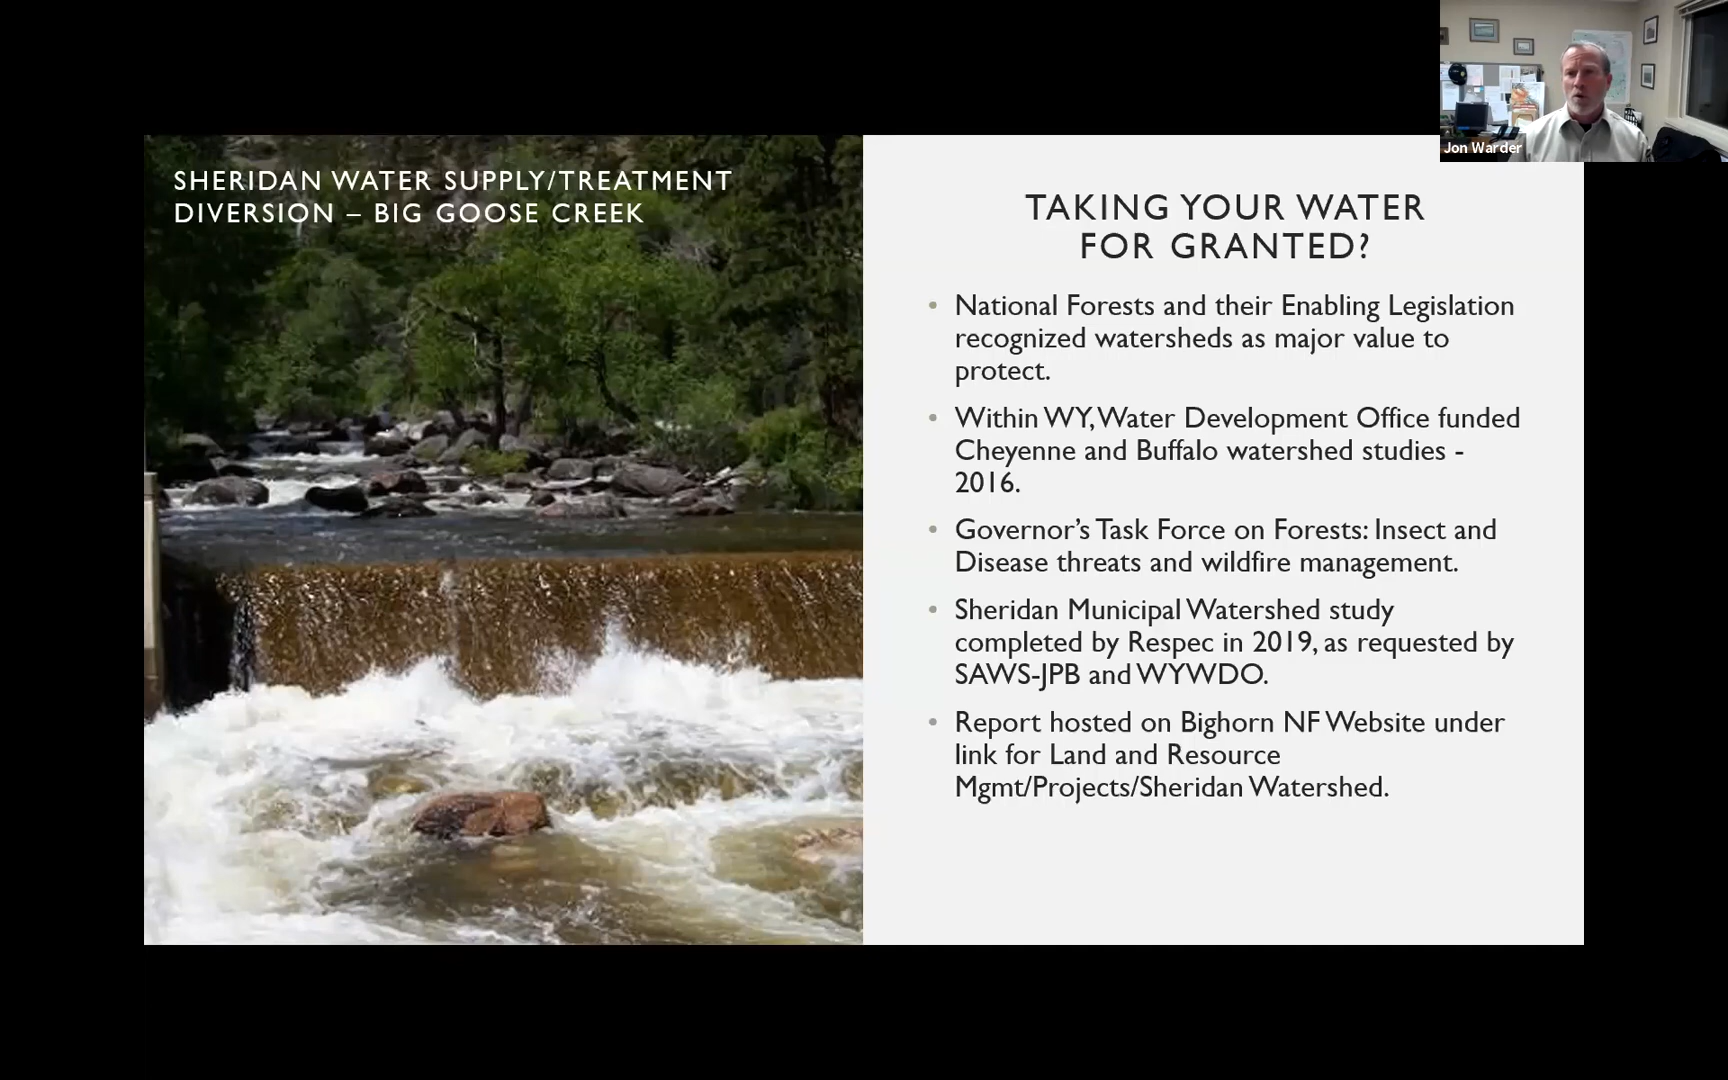 Jon Warder
SHERIDAN WATER SUPPLY/TREATMENT
DIVERSION – BIG GOOSE CREEK
TAKING YOUR WATER
FOR GRANTED?
• National Forests and their Enabling Legislation
recognized watersheds as major value to
protect.
• Within WY, Water Development Office funded
Cheyenne and Buffalo watershed studies -
2016.
• Governor's Task Force on Forests: Insect and
Disease threats and wildfire management.
• Sheridan Municipal Watershed study
completed by Respec in 2019, as requested by
SAWS-JPB and WYWDO.
• Report hosted on Bighorn NF Website under
link for Land and Resource
Mgmt/Projects/Sheridan Watershed.